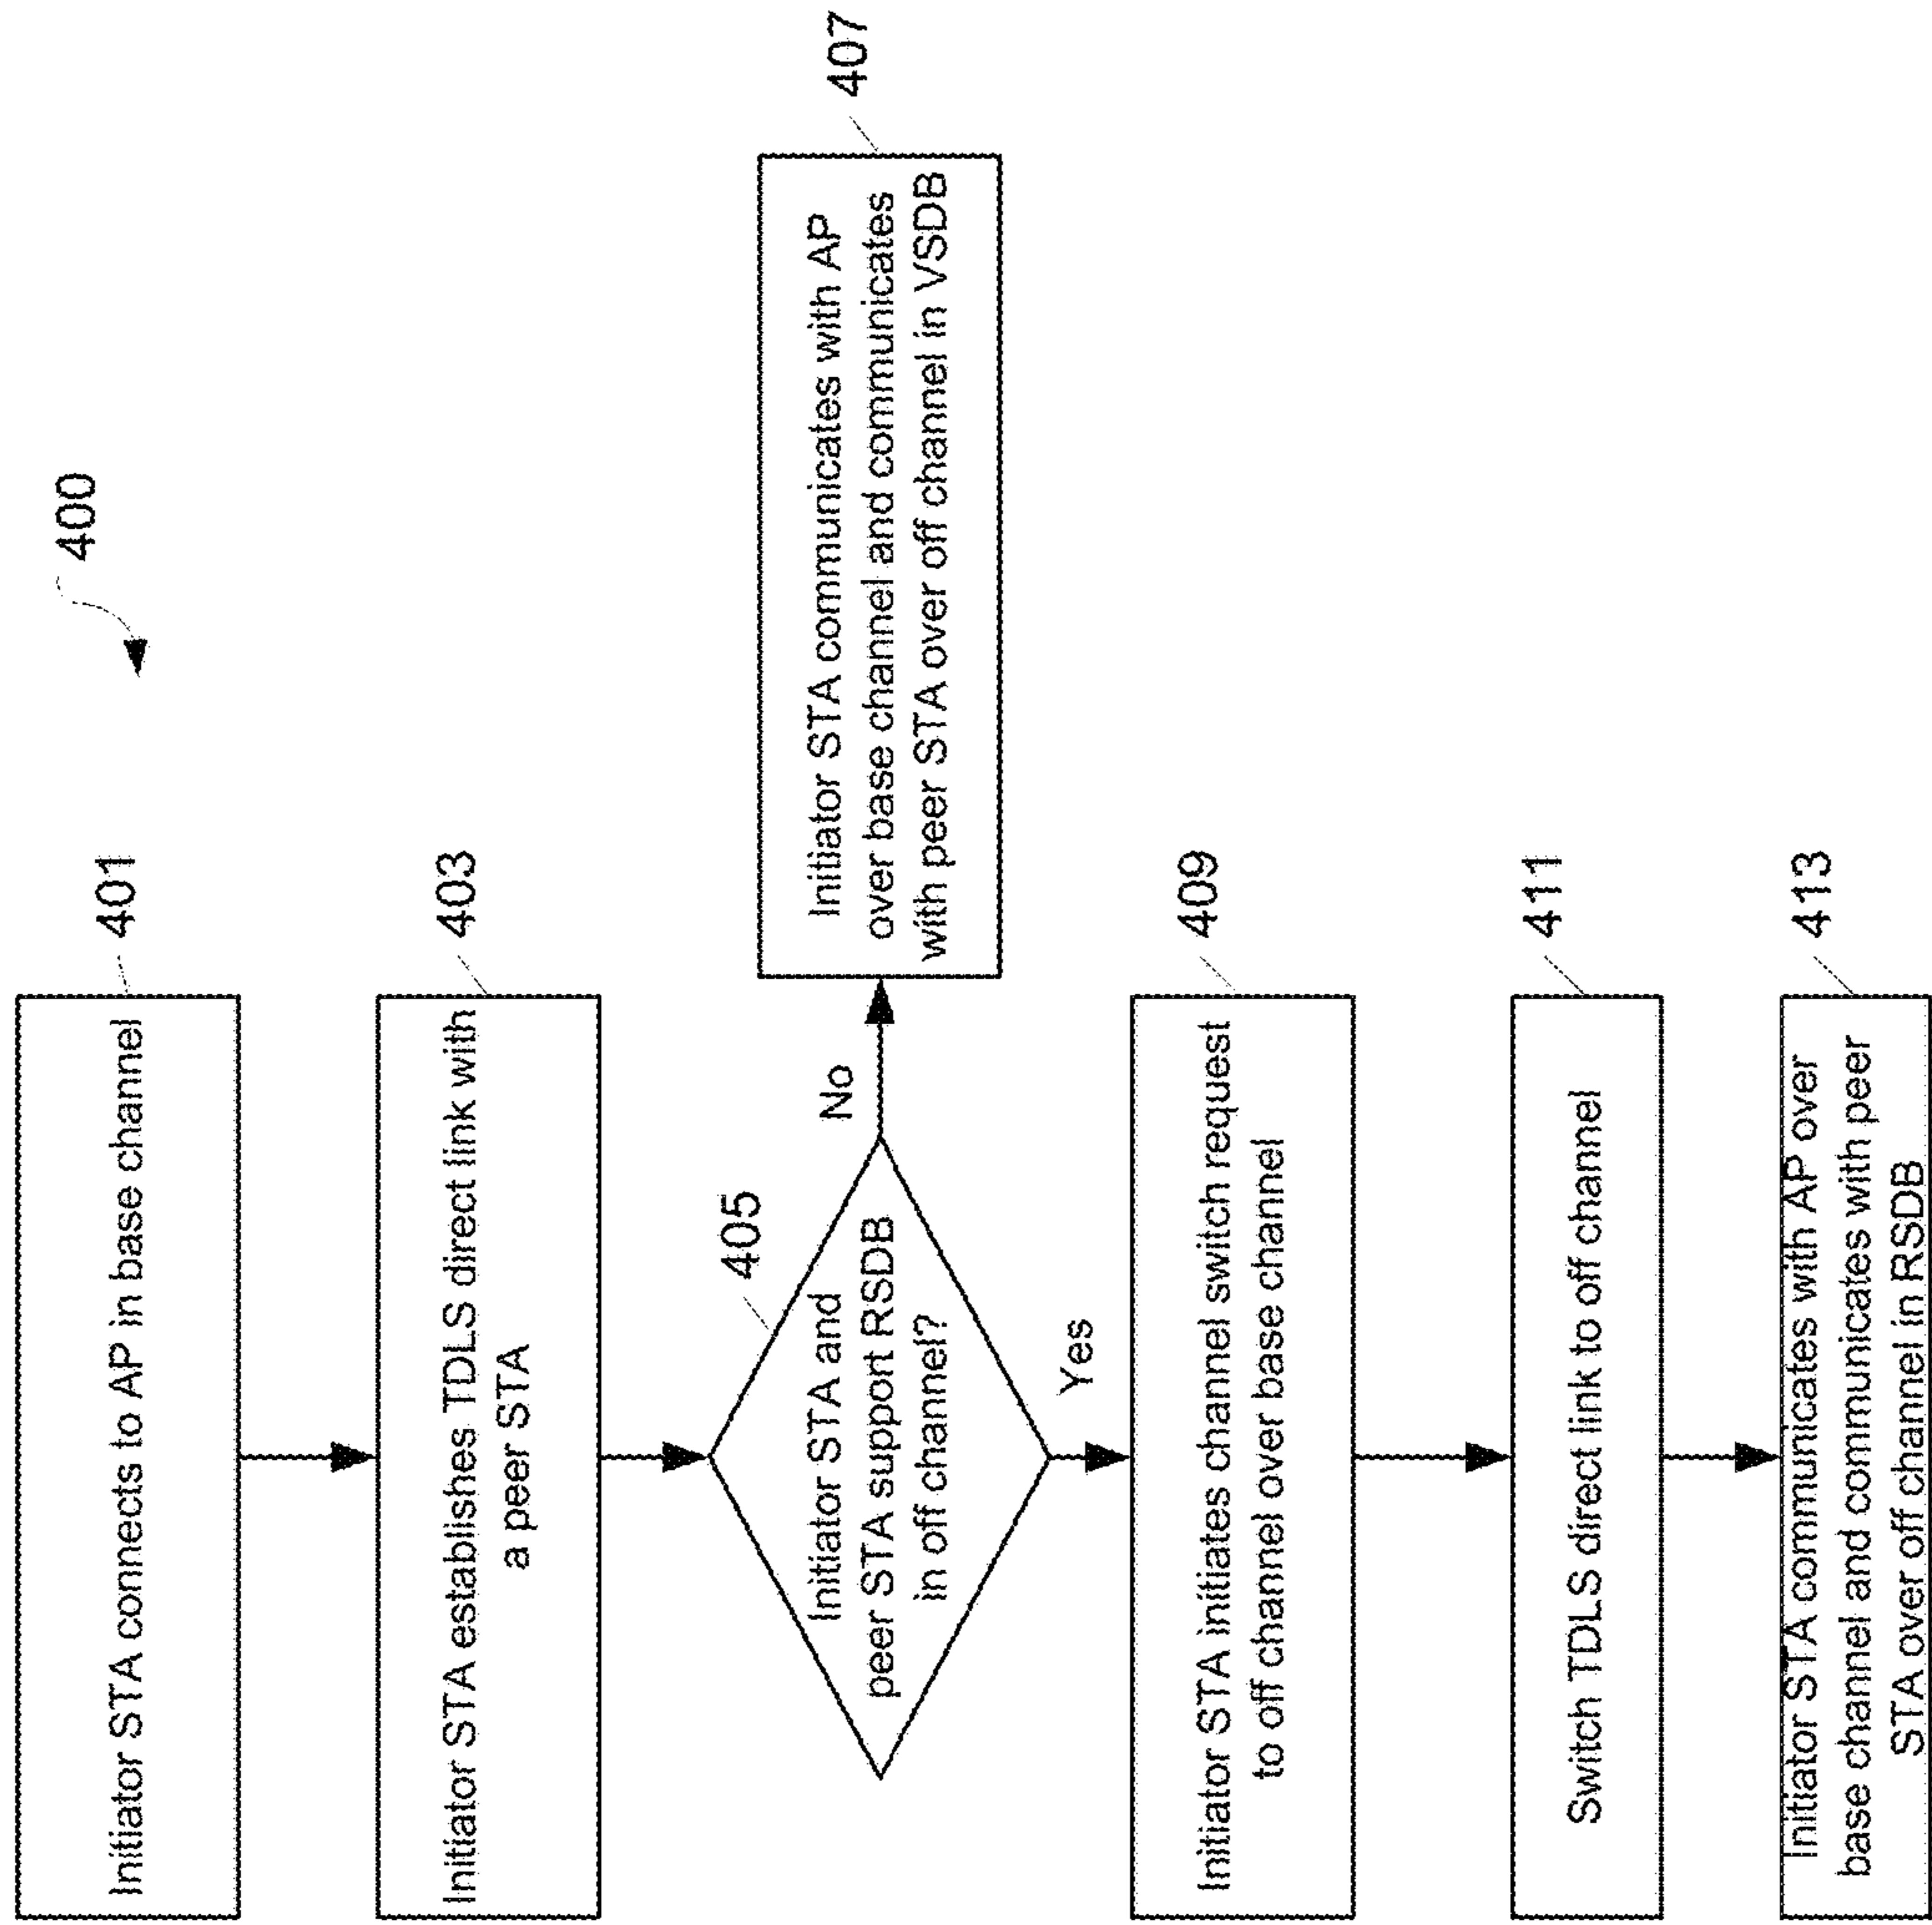 400
Initiator STA connects to AP in base channel
401
Initiator STA establishes TDLS direct link with
a peer STA
403
Initiator STA and
peer STA support RSDB
in off channel?
405
No
Initiator STA communicates with AP
over base channel and communicates
with peer STA over off channel in VSDB
407
Yes
Initiator STA initiates channel switch request
to off channel over base channel
409
Switch TDLS direct link to off channel
411
Initiator STA communicates with AP over
base channel and communicates with peer
STA over off channel in RSDB
413